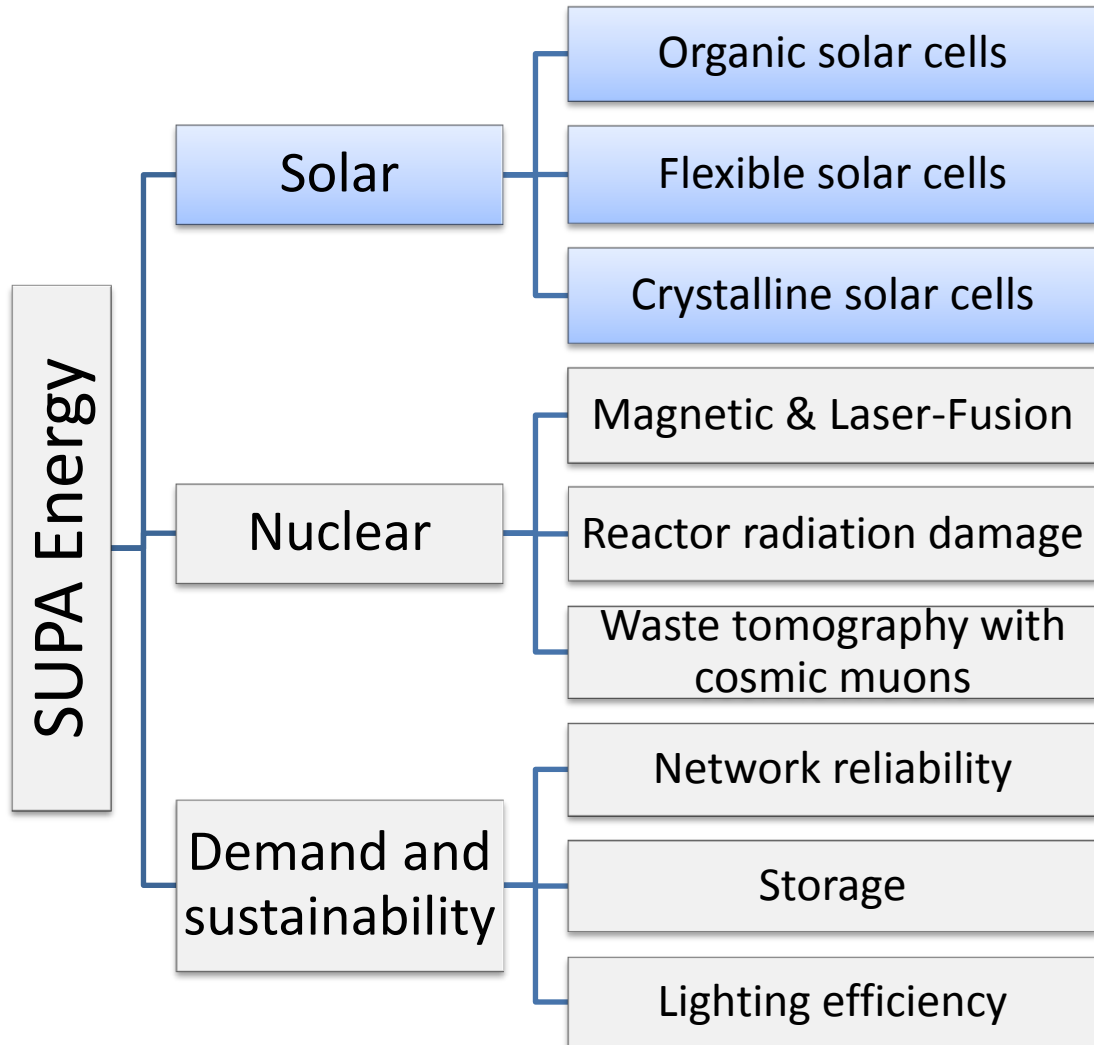 SUPA Energy
Solar
Organic solar cells
Flexible solar cells
Crystalline solar cells
Nuclear
Magnetic & Laser-Fusion
Reactor radiation damage
Waste tomography with
cosmic muons
Demand and
sustainability
Network reliability
Storage
Lighting efficiency